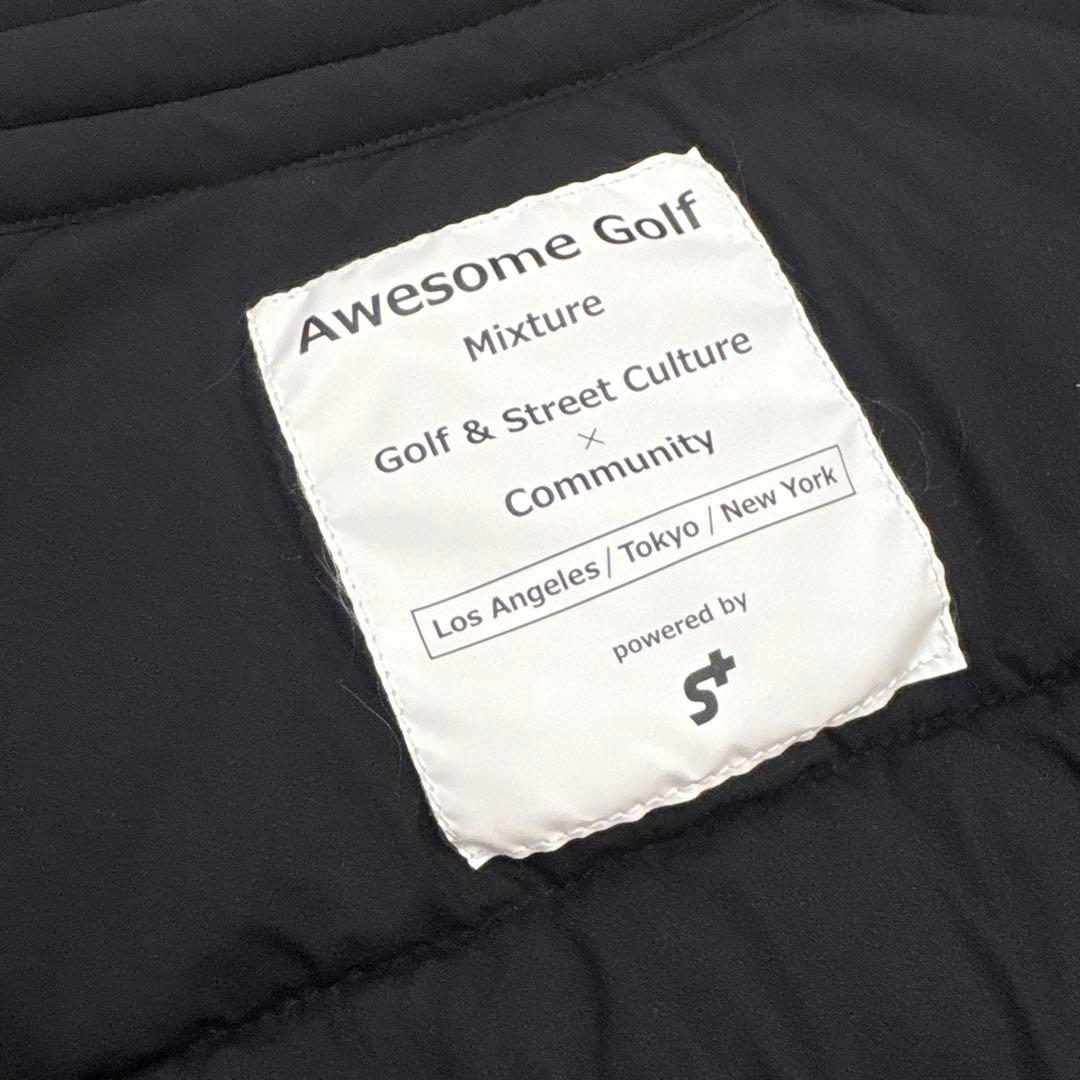 Awesome Golf
Mixture
Golf & Street Culture
×
Community
Los Angeles / Tokyo / New York
powered by
S+